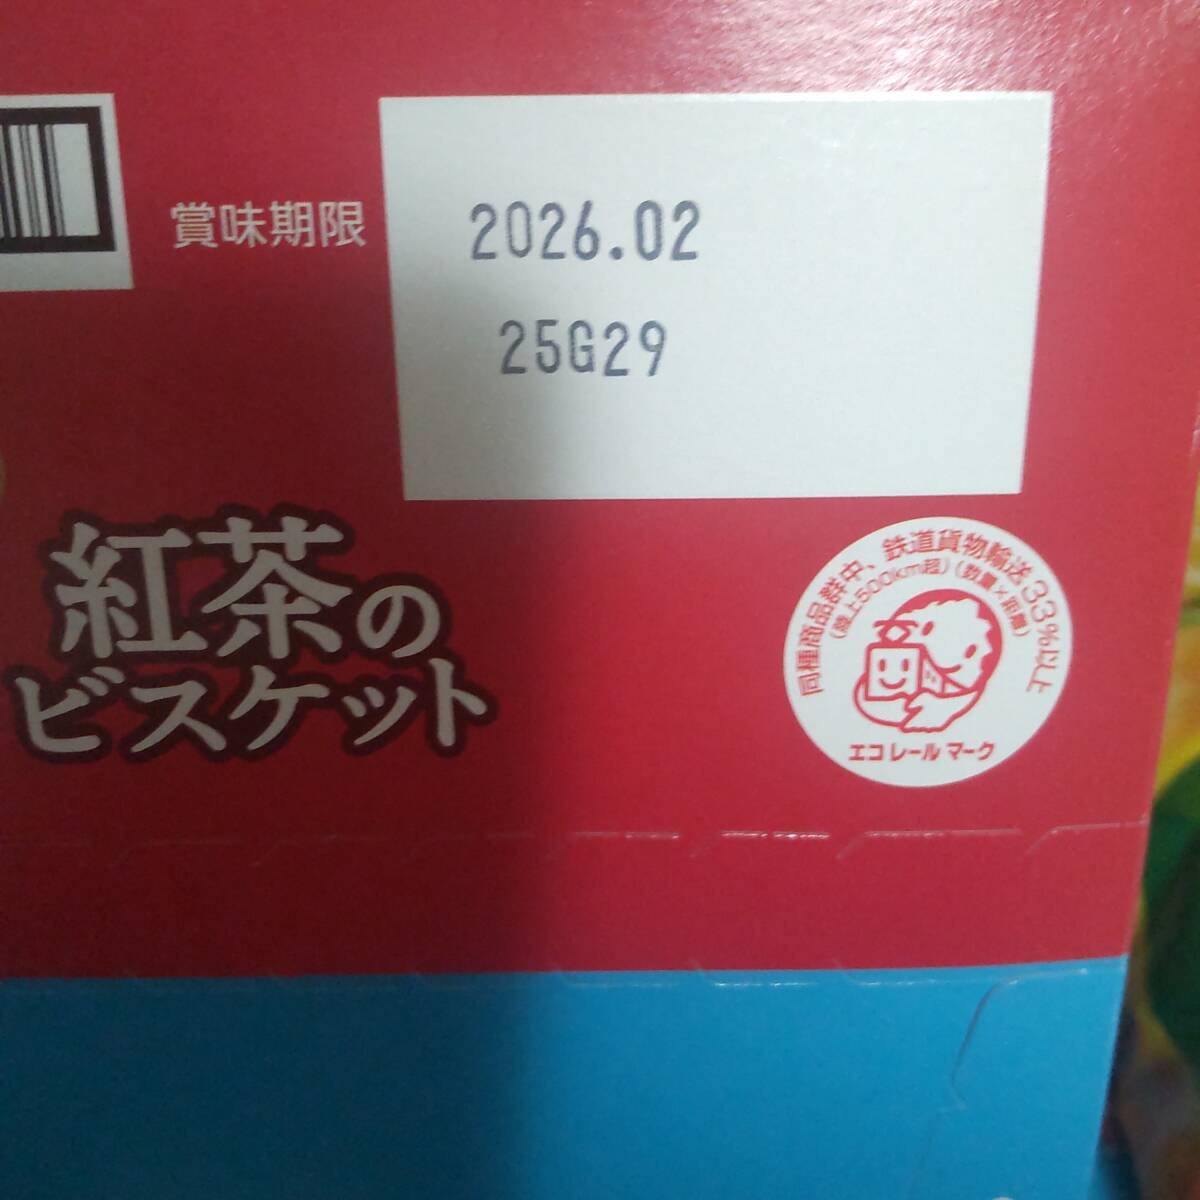 賞味期限
2026.02
25G29
紅茶の
ビスケット
同種商品群中、鉄道貨物輸送33%以上
(陸上500km超)(数量×距離)
エコレールマーク